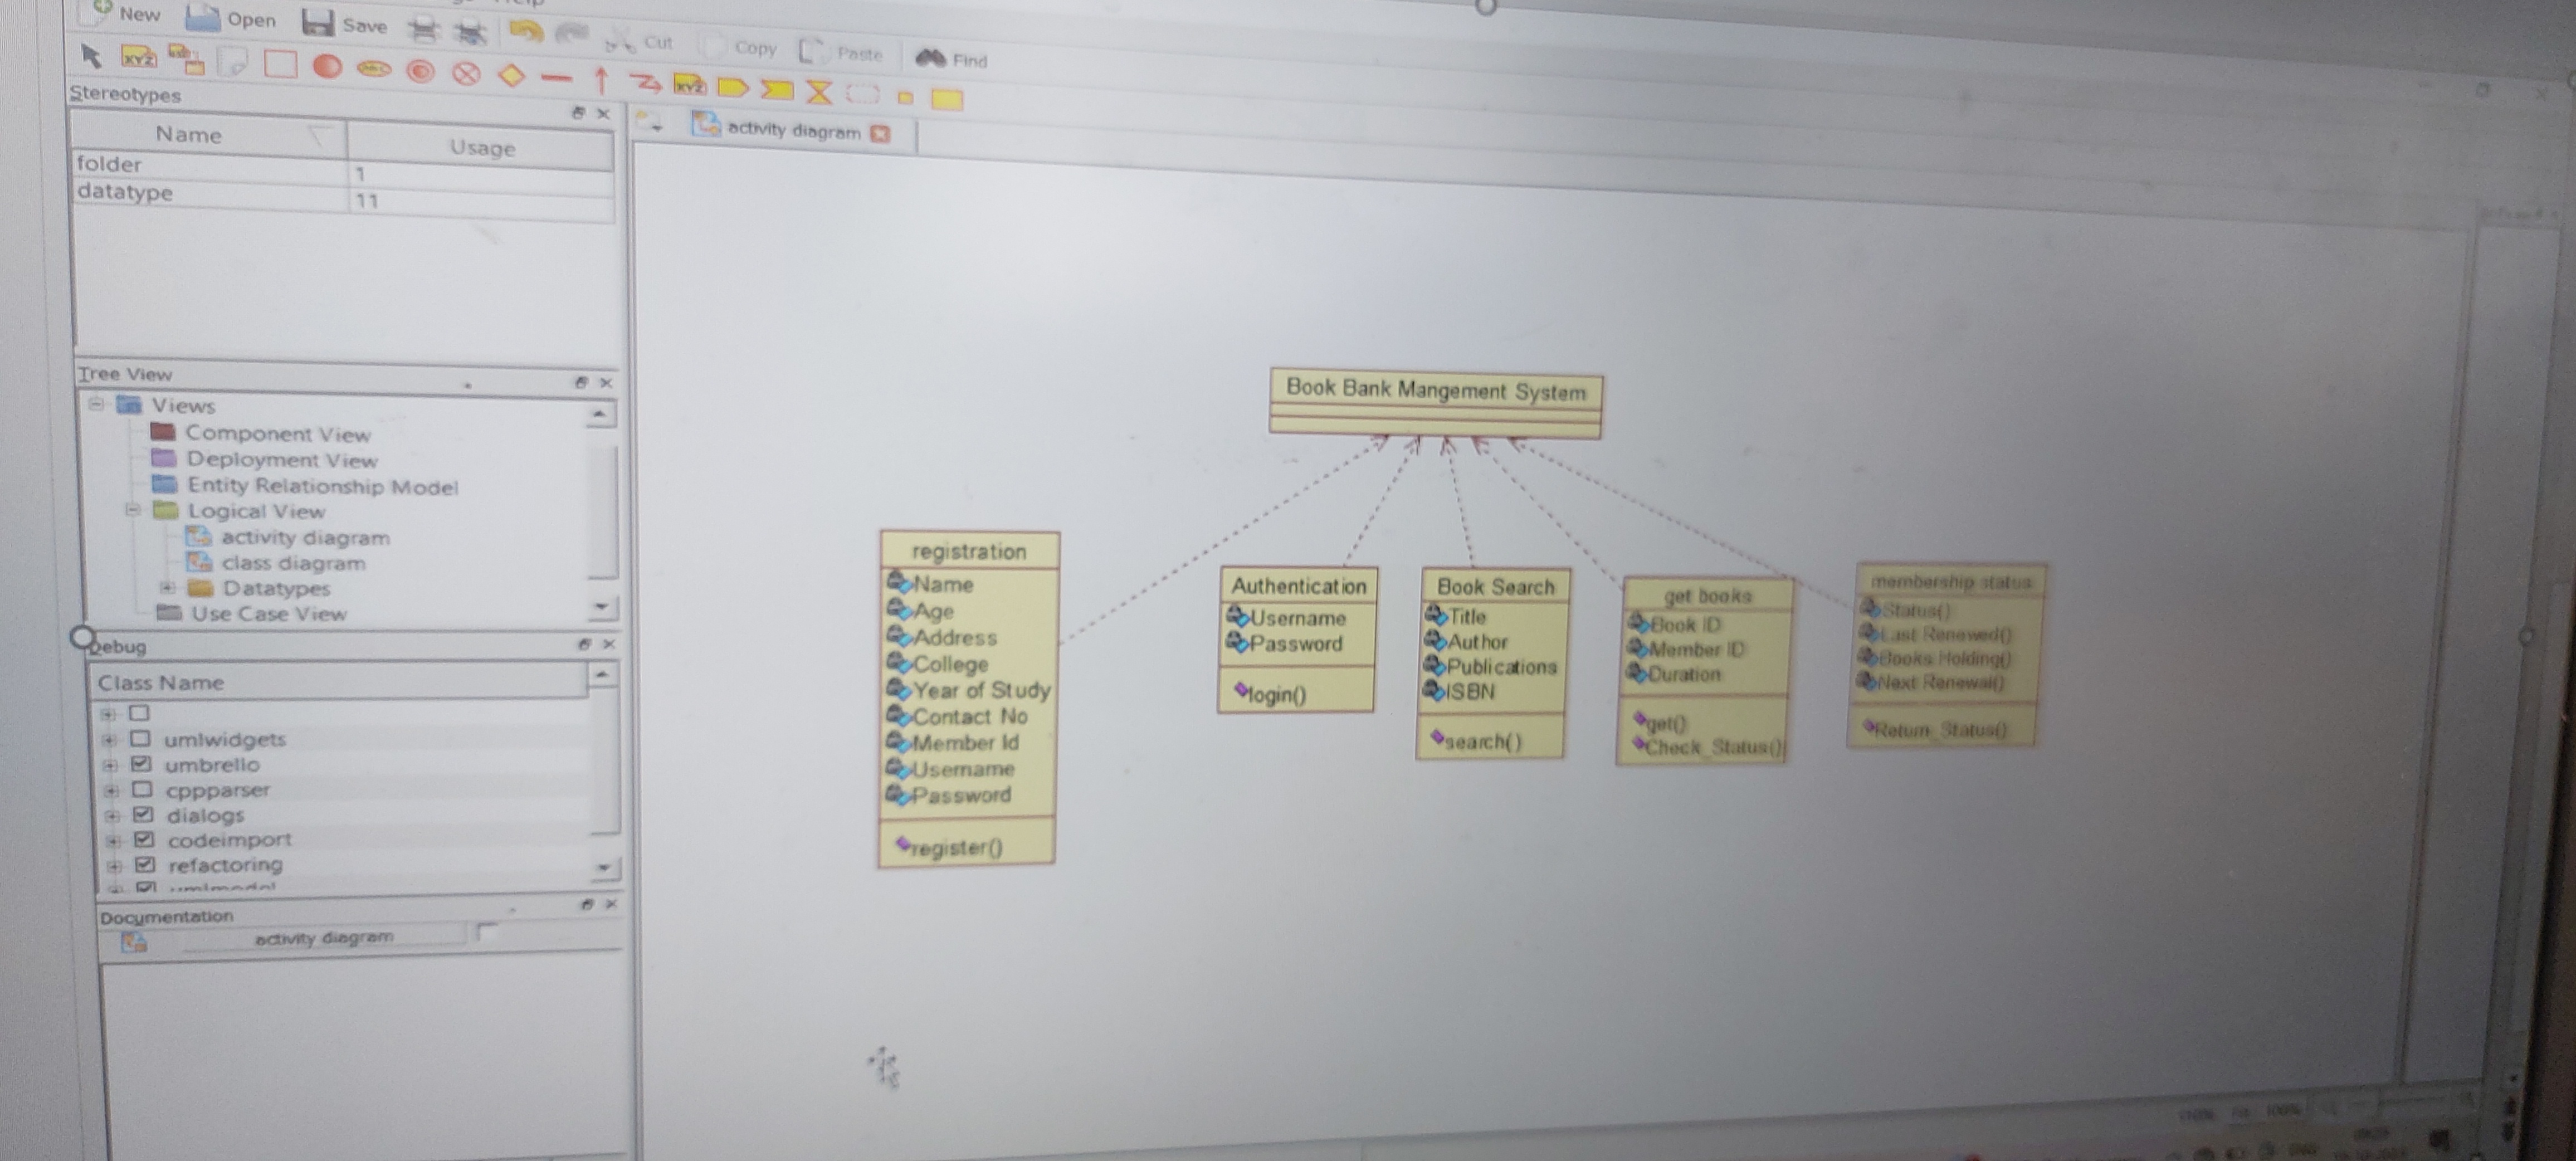 New Open Save Cut Copy Paste Find
Stereotypes
Name Usage
folder 1
datatype 11
Tree View
Views
Component View
Deployment View
Entity Relationship Model
Logical View
activity diagram
class diagram
Datatypes
Use Case View
Debug
Class Name
umlwidgets
umbrello
cppparser
dialogs
codeimport
refactoring
umlmodel
Documentation
activity diagram
activity diagram
Book Bank Mangement System
registration
Name
Age
Address
College
Year of Study
Contact No
Member Id
Username
Password
register()
Authentication
Username
Password
login()
Book Search
Title
Author
Publications
ISBN
search()
get books
Book ID
Member ID
Duration
get()
Check_Status()
membership status
Status()
Last Renewed()
Books Holding()
Next Renewal()
Return_Status()